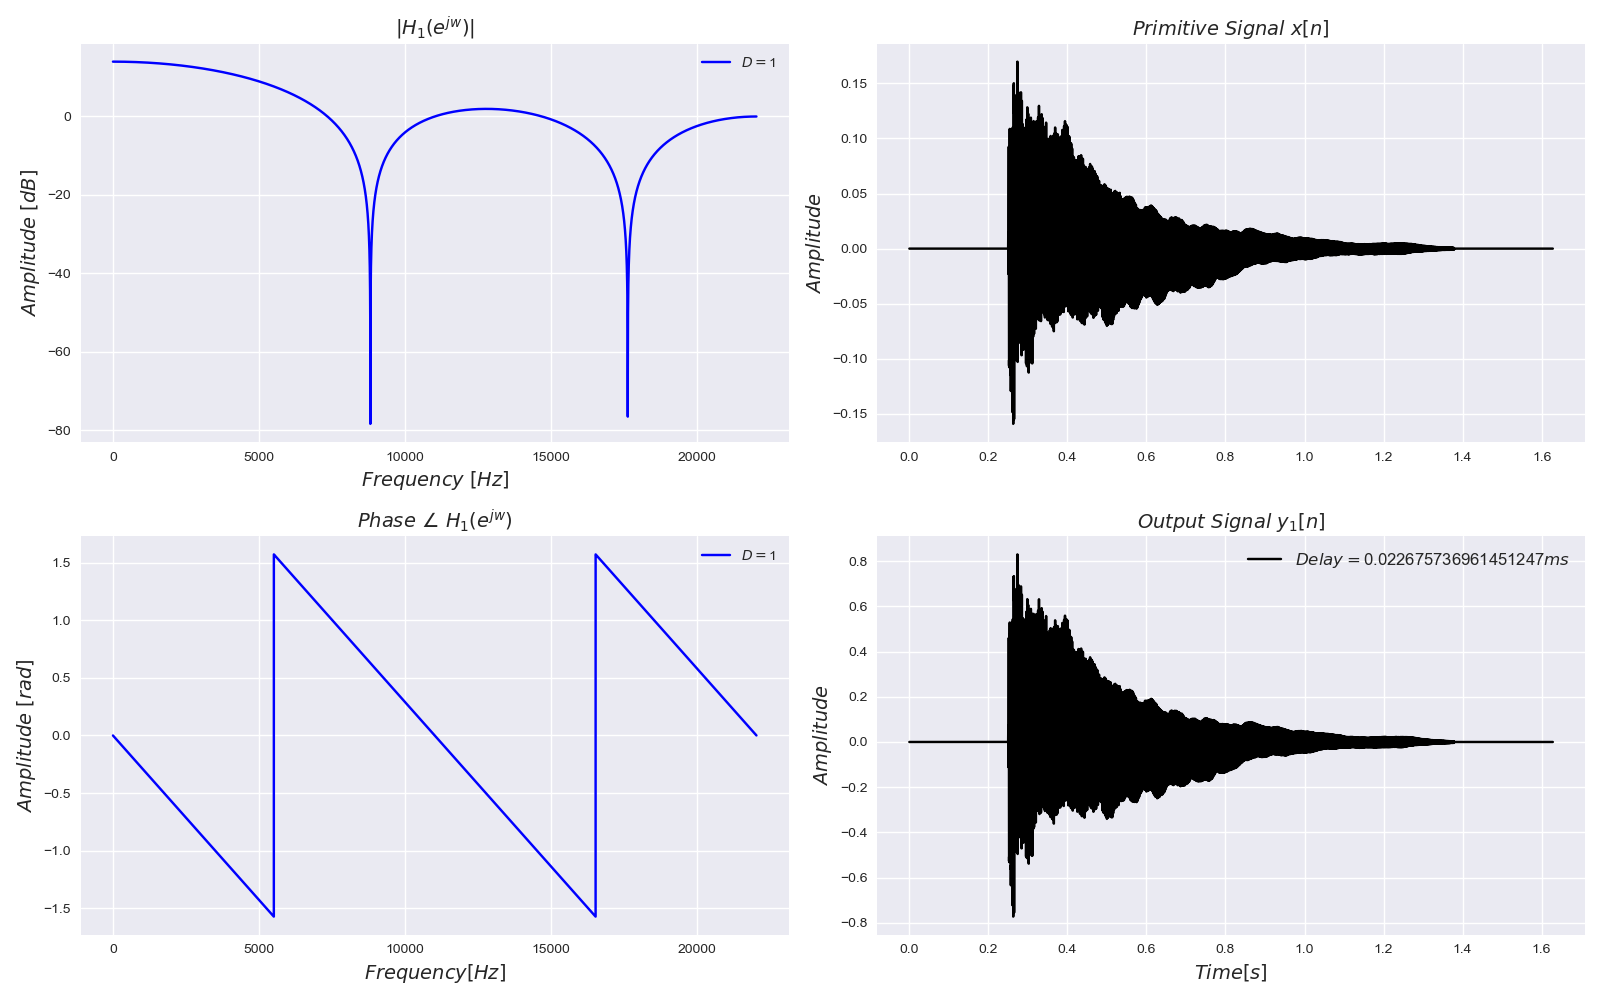 |H₁(e^{jw})|
D = 1
0
−20
−40
−60
−80
Amplitude [dB]
0 5000 10000 15000 20000
Frequency [Hz]
Primitive Signal x[n]
0.15
0.10
0.05
0.00
−0.05
−0.10
−0.15
Amplitude
0.0 0.2 0.4 0.6 0.8 1.0 1.2 1.4 1.6
Phase ∠ H₁(e^{jw})
D = 1
1.5
1.0
0.5
0.0
−0.5
−1.0
−1.5
Amplitude [rad]
0 5000 10000 15000 20000
Frequency[Hz]
Output Signal y₁[n]
Delay = 0.022675736961451247ms
0.8
0.6
0.4
0.2
0.0
−0.2
−0.4
−0.6
−0.8
Amplitude
0.0 0.2 0.4 0.6 0.8 1.0 1.2 1.4 1.6
Time[s]